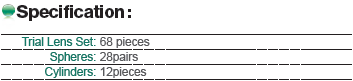 Specification:
Trial Lens Set: 68 pieces
Spheres: 28pairs
Cylinders: 12pieces